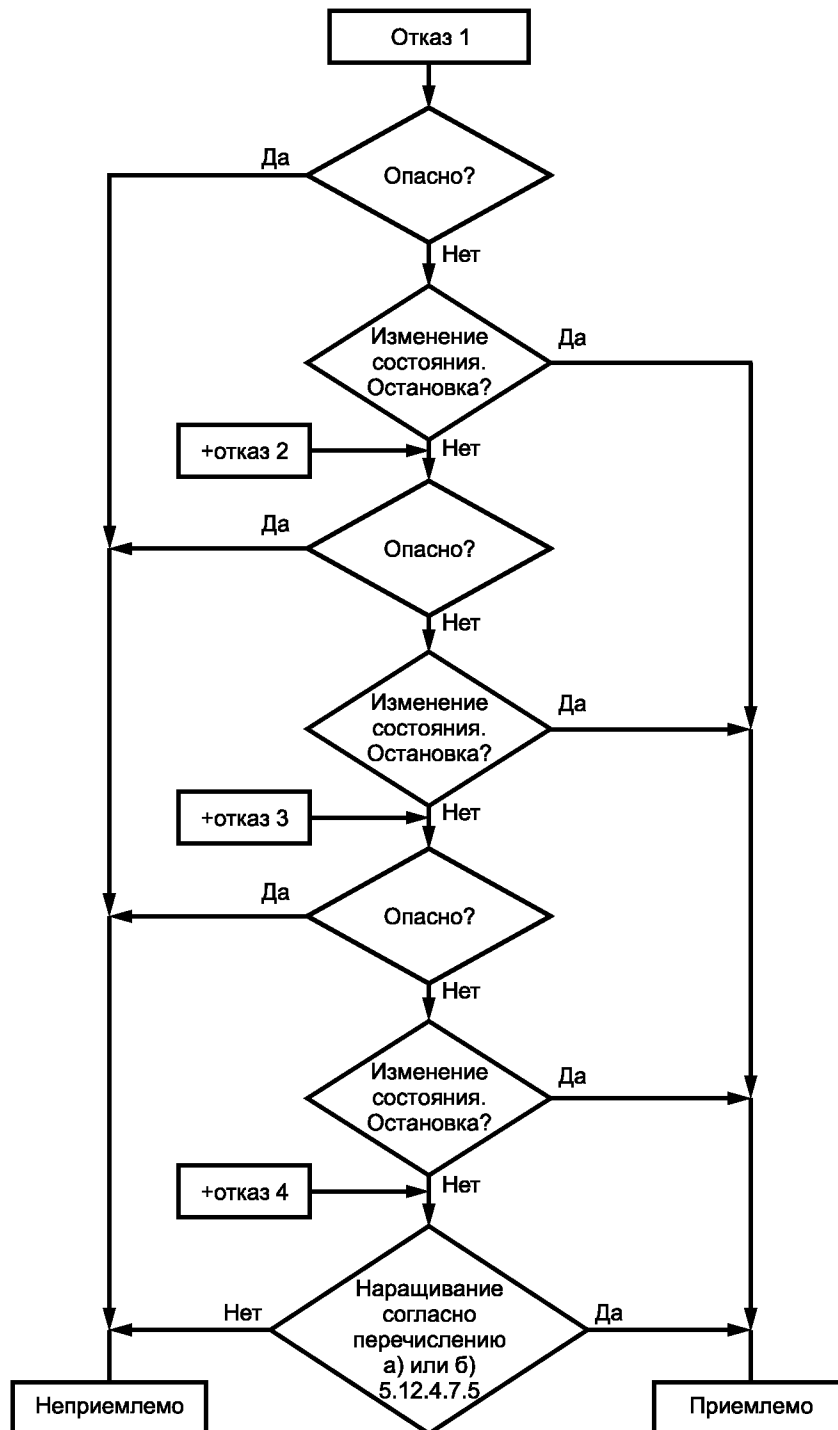 Отказ 1
Да
Опасно?
Нет
Изменение
состояния.
Остановка?
Да
+отказ 2
Нет
Да
Опасно?
Нет
Изменение
состояния.
Остановка?
Да
+отказ 3
Нет
Да
Опасно?
Нет
Изменение
состояния.
Остановка?
Да
+отказ 4
Нет
Нет
Наращивание
согласно
перечислению
а) или б)
5.12.4.7.5
Да
Неприемлемо
Приемлемо